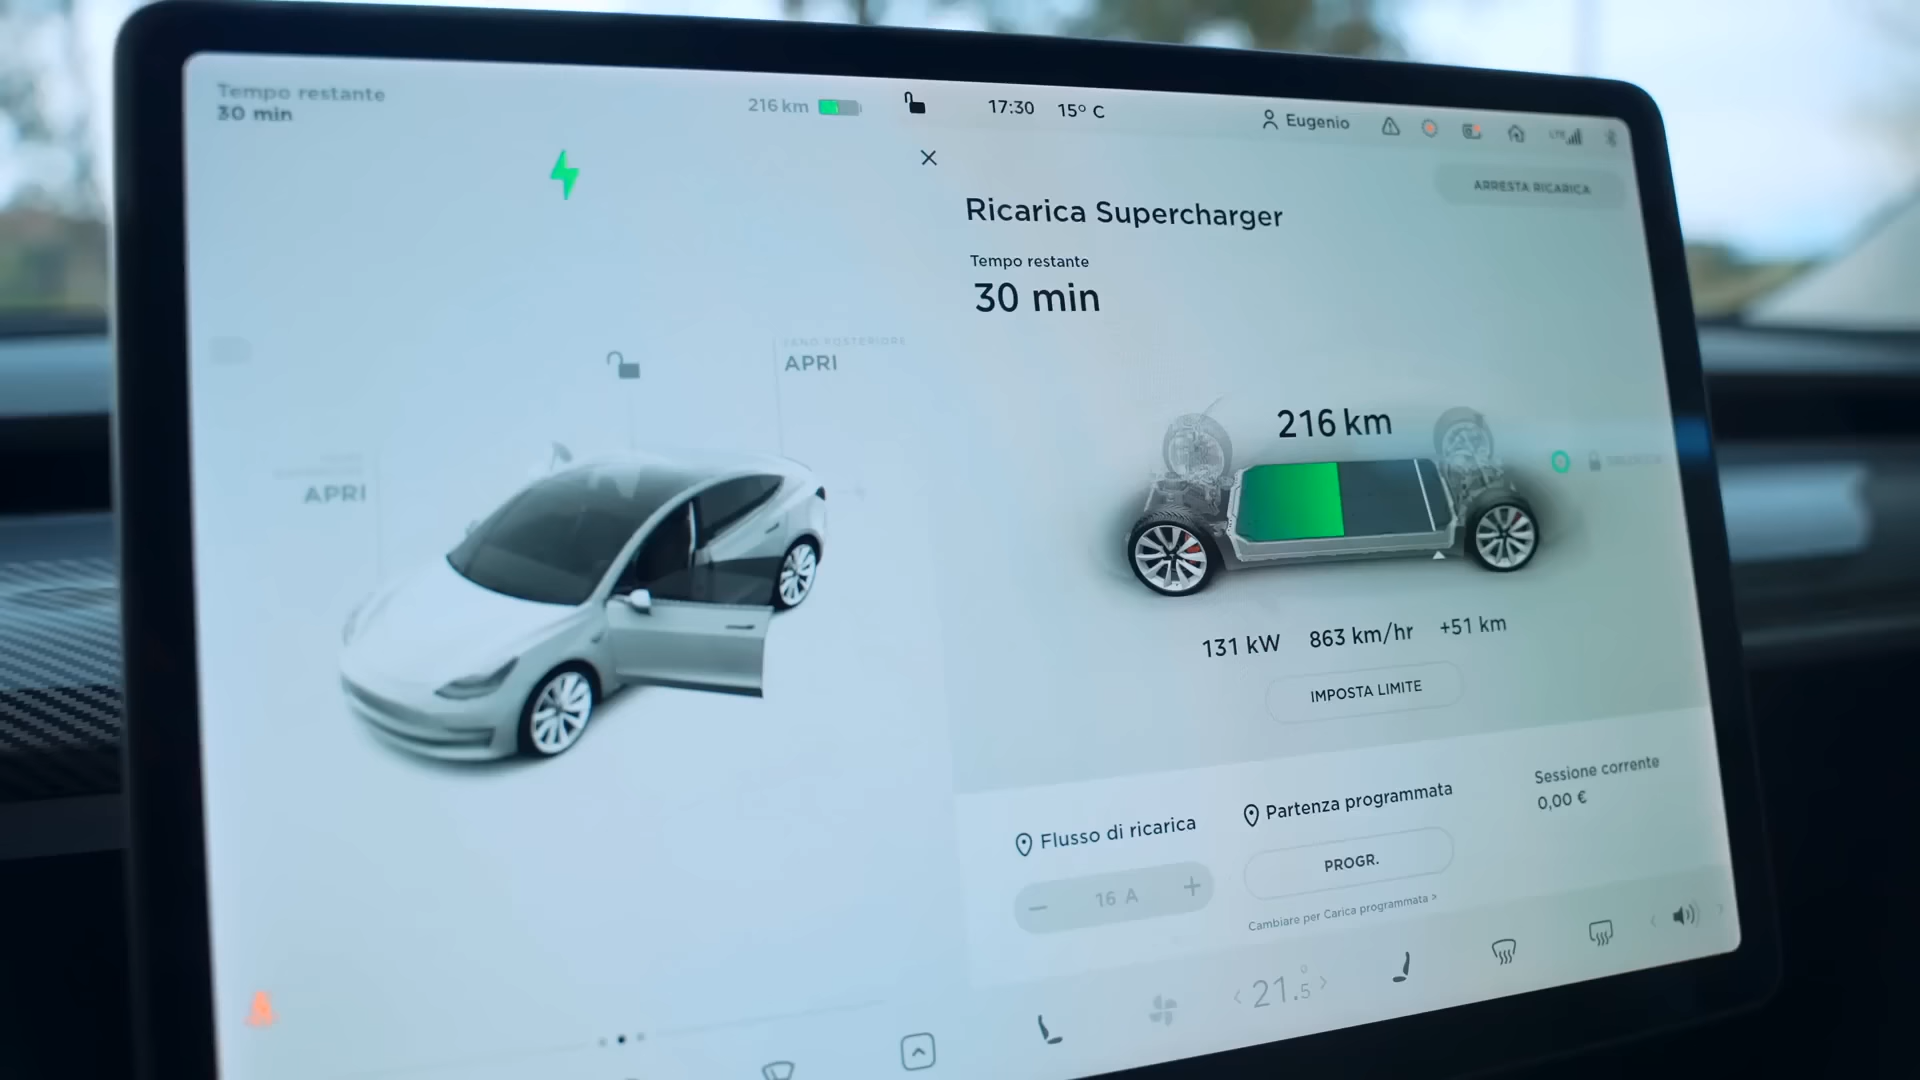 Tempo restante
30 min
216 km
17:30 15° C
Eugenio
LTE
ARRESTA RICARICA
Ricarica Supercharger
Tempo restante
30 min
APRI
APRI
216 km
131 kW 863 km/hr +51 km
IMPOSTA LIMITE
Flusso di ricarica
16 A
Partenza programmata
PROGR.
Cambiare per Carica programmata >
Sessione corrente
0,00 €
21.5°